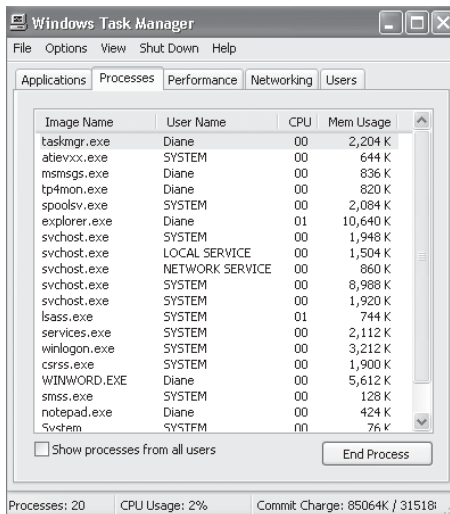 Windows Task Manager
File Options View Shut Down Help
Applications Processes Performance Networking Users
Image Name User Name CPU Mem Usage
taskmgr.exe Diane 00 2,204 K
atievxx.exe SYSTEM 00 644 K
msmsgs.exe Diane 00 836 K
tp4mon.exe Diane 00 820 K
spoolsv.exe SYSTEM 00 2,084 K
explorer.exe Diane 01 10,640 K
svchost.exe SYSTEM 00 1,948 K
svchost.exe LOCAL SERVICE 00 1,504 K
svchost.exe NETWORK SERVICE 00 860 K
svchost.exe SYSTEM 00 8,988 K
svchost.exe SYSTEM 00 1,920 K
lsass.exe SYSTEM 01 744 K
services.exe SYSTEM 00 2,112 K
winlogon.exe SYSTEM 00 3,212 K
csrss.exe SYSTEM 00 1,900 K
WINWORD.EXE Diane 00 5,612 K
smss.exe SYSTEM 00 128 K
notepad.exe Diane 00 424 K
System SYSTEM 00 76 K
Show processes from all users End Process
Processes: 20 CPU Usage: 2% Commit Charge: 85064K /